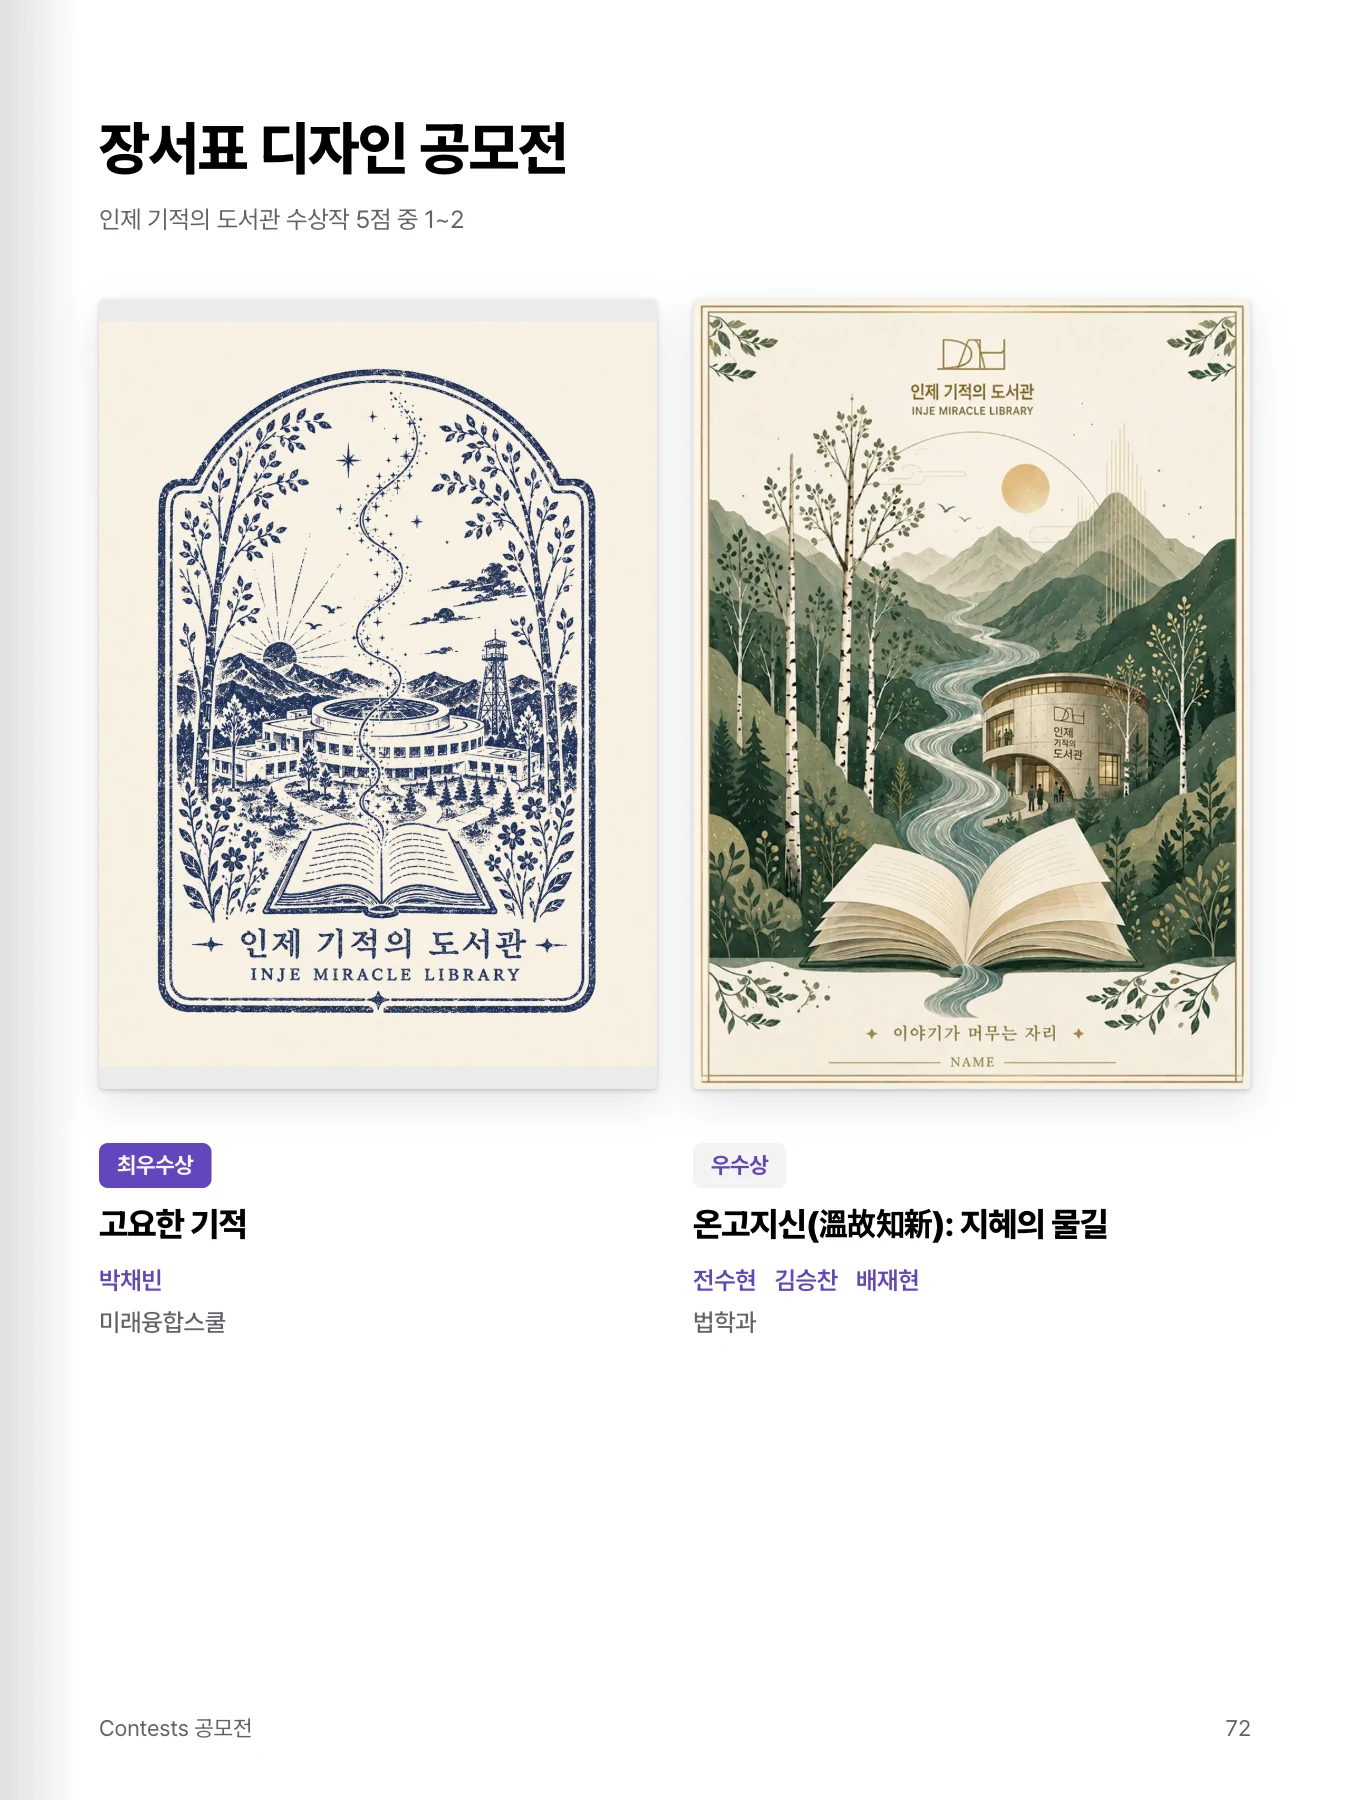 장서표 디자인 공모전
인제 기적의 도서관 수상작 5점 중 1~2
인제 기적의 도서관
INJE MIRACLE LIBRARY
인제 기적의 도서관
INJE MIRACLE LIBRARY
인제
기적의
도서관
이야기가 머무는 자리
NAME
최우수상
고요한 기적
박채빈
미래융합스쿨
우수상
온고지신(溫故知新): 지혜의 물길
전수현 김승찬 배재현
법학과
Contests 공모전
72